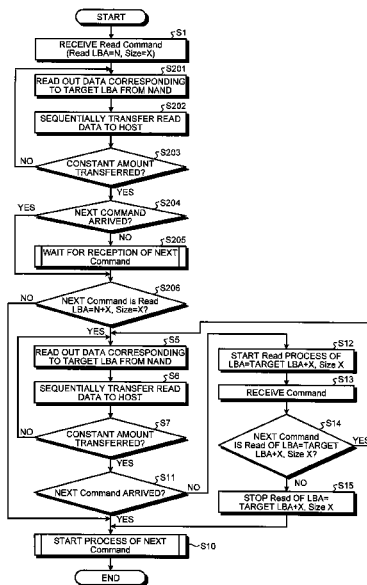 START
S1
RECEIVE Read Command
(Read LBA=N, Size=X)
S201
READ OUT DATA CORRESPONDING
TO TARGET LBA FROM NAND
S202
SEQUENTIALLY TRANSFER READ
DATA TO HOST
S203
NO
CONSTANT AMOUNT
TRANSFERRED?
YES
S204
YES
NEXT COMMAND
ARRIVED?
NO
S205
WAIT FOR RECEPTION OF NEXT
Command
S206
NO
NEXT Command is Read
LBA=N+X, Size=X?
YES
S5
READ OUT DATA CORRESPONDING
TO TARGET LBA FROM NAND
S6
SEQUENTIALLY TRANSFER READ
DATA TO HOST
S7
NO
CONSTANT AMOUNT
TRANSFERRED?
YES
S11
NEXT Command ARRIVED?
NO
YES
S12
START Read PROCESS OF
LBA=TARGET LBA+X, Size X
S13
RECEIVE Command
S14
NEXT Command
IS Read OF LBA=TARGET
LBA+X, Size X?
YES
NO
S15
STOP Read OF LBA=
TARGET LBA+X, Size X
S10
START PROCESS OF NEXT
Command
END